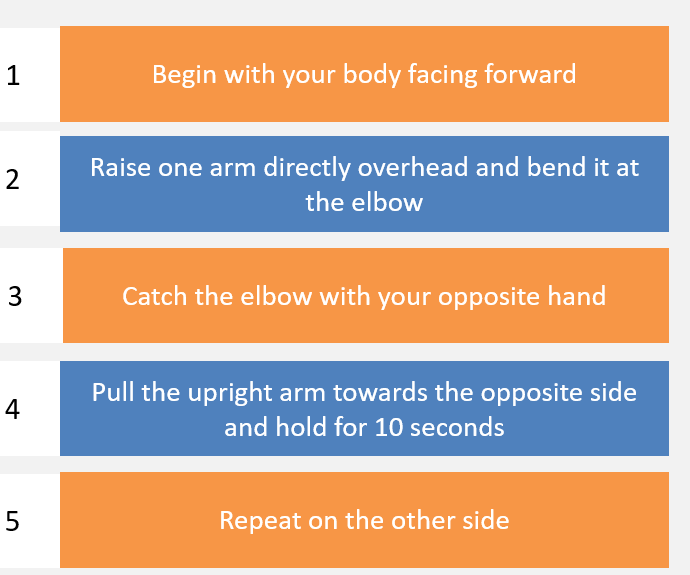 1
Begin with your body facing forward
2
Raise one arm directly overhead and bend it at
the elbow
3
Catch the elbow with your opposite hand
4
Pull the upright arm towards the opposite side
and hold for 10 seconds
5
Repeat on the other side